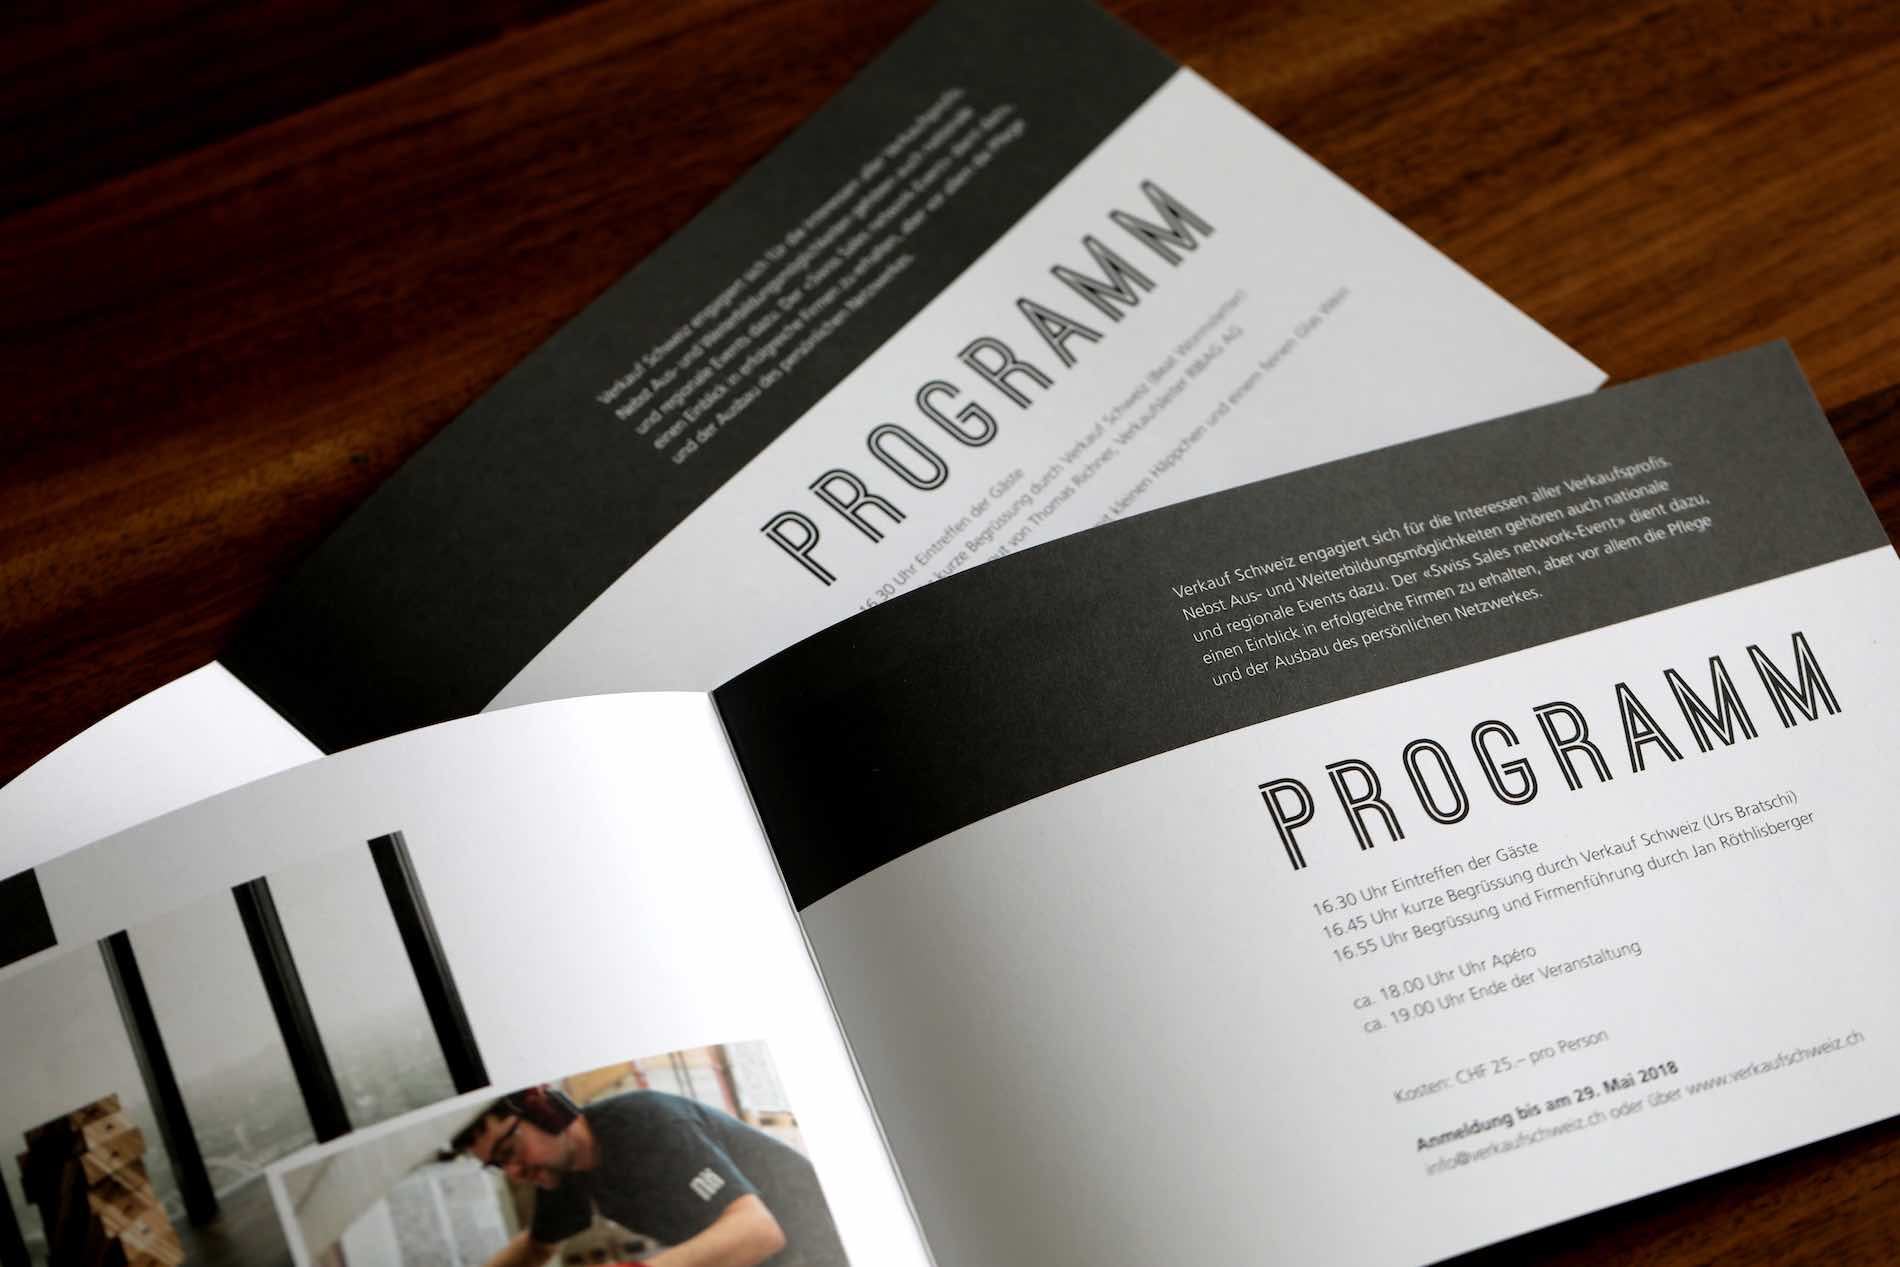 Verkauf Schweiz engagiert sich für die Interessen aller Verkaufsprofis.
Nebst Aus- und Weiterbildungsmöglichkeiten gehören auch nationale
und regionale Events dazu. Der «Swiss Sales network-Event» dient dazu,
einen Einblick in erfolgreiche Firmen zu erhalten, aber vor allem die Pflege
und der Ausbau des persönlichen Netzwerkes.
PROGRAMM
16.30 Uhr Eintreffen der Gäste
kurze Begrüssung durch Verkauf Schweiz (Beat
von Thomas Richner, Verkaufsleiter RIBAG AG
kleinen Häppchen und einem feinen Glas Wein
Verkauf Schweiz engagiert sich für die Interessen aller Verkaufsprofis.
Nebst Aus- und Weiterbildungsmöglichkeiten gehören auch nationale
und regionale Events dazu. Der «Swiss Sales network-Event» dient dazu,
einen Einblick in erfolgreiche Firmen zu erhalten, aber vor allem die Pflege
und der Ausbau des persönlichen Netzwerkes.
PROGRAMM
16.30 Uhr Eintreffen der Gäste
16.45 Uhr kurze Begrüssung durch Verkauf Schweiz (Urs Bratschi)
16.55 Uhr Begrüssung und Firmenführung durch Jan Röthlisberger
ca. 18.00 Uhr Uhr Apéro
ca. 19.00 Uhr Ende der Veranstaltung
Kosten: CHF 25.– pro Person
Anmeldung bis am 29. Mai 2018
info@verkaufschweiz.ch oder über www.verkaufschweiz.ch